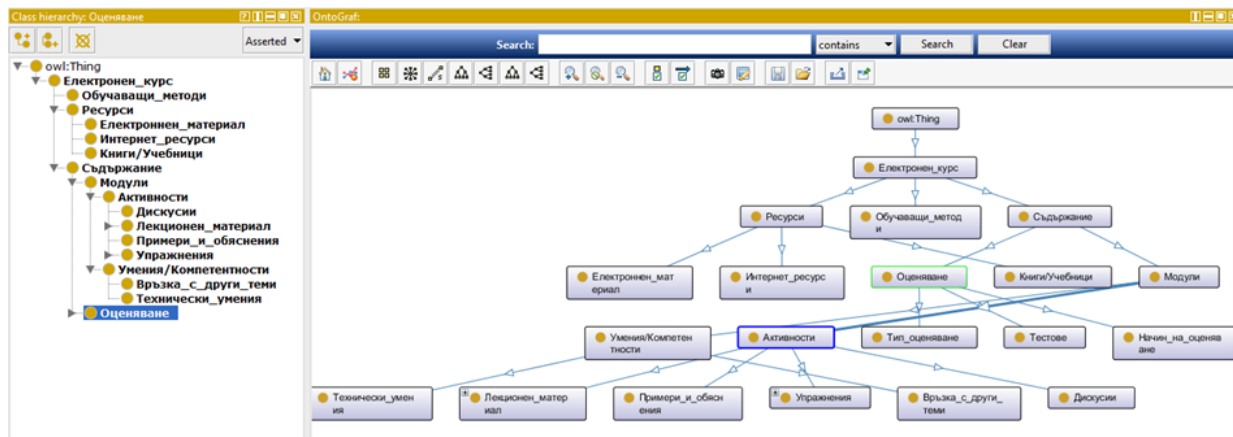 Class hierarchy: Оценяване
Asserted
owl:Thing
Електронен_курс
Обучаващи_методи
Ресурси
Електроннен_материал
Интернет_ресурси
Книги/Учебници
Съдържание
Модули
Активности
Дискусии
Лекционен_материал
Примери_и_обяснения
Упражнения
Умения/Компетентности
Връзка_с_други_теми
Технически_умения
Оценяване
OntoGraf:
Search: contains Search Clear
owl:Thing
Електронен_курс
Ресурси Обучаващи_метод Съдържание
и
Електроннен_мат Интернет_ресурс Оценяване Книги/Учебници Модули
ериал и
Умения/Компетен Активности Тип_оценяване Тестове Начин_на_оценяв
тности ане
Технически_умен Лекционен_матер Примери_и_обясн Упражнения Връзка_с_други_ Дискусии
ия иал ения теми